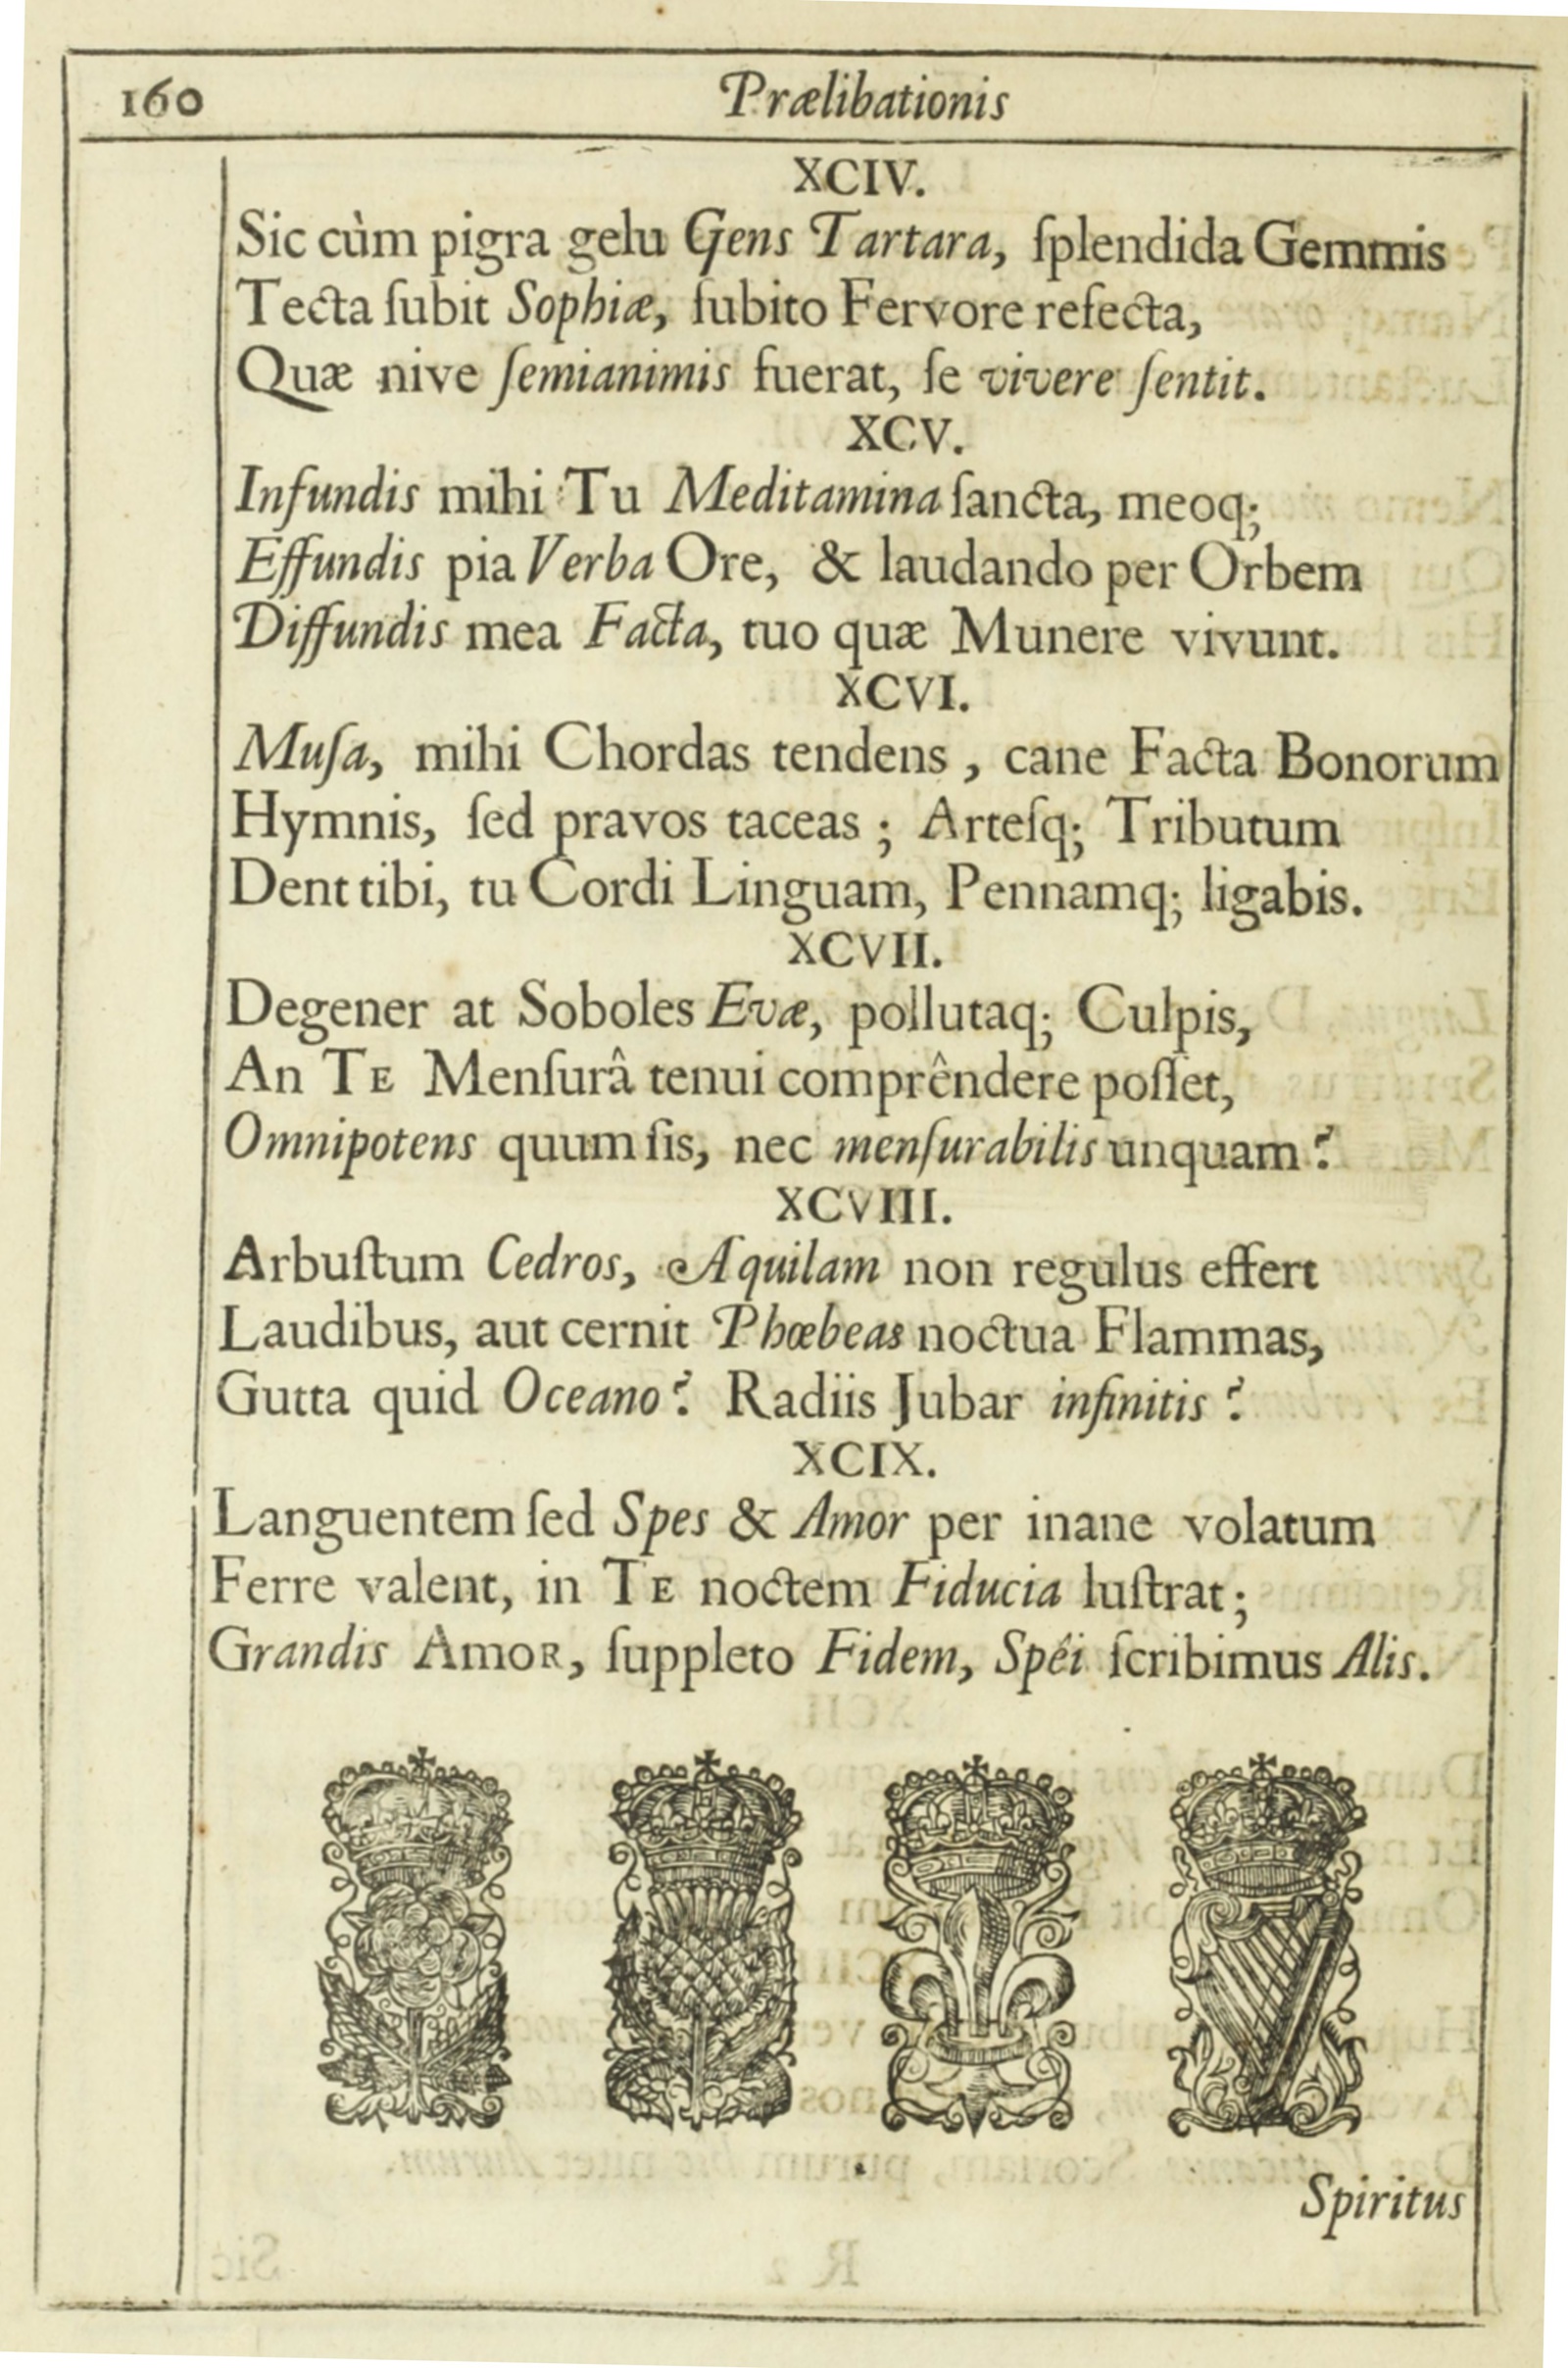 160 Prælibationis
XCIV.
Sic cùm pigra gelu Gens Tartara, ſplendida Gemmis
Tecta ſubit Sophiæ, ſubito Fervore refecta,
Quæ nive ſemianimis fuerat, ſe vivere ſentit.
XCV.
Infundis mihi Tu Meditamina ſancta, meoq;
Effundis pia Verba Ore, & laudando per Orbem
Diffundis mea Facta, tuo quæ Munere vivunt.
XCVI.
Muſa, mihi Chordas tendens, cane Facta Bonorum
Hymnis, ſed pravos taceas; Arteſq; Tributum
Dent tibi, tu Cordi Linguam, Pennamq; ligabis.
XCVII.
Degener at Soboles Evæ, pollutaq; Culpis,
An TE Menſurâ tenui comprêndere poſſet,
Omnipotens quum ſis, nec menſurabilis unquam?
XCVIII.
Arbuſtum Cedros, Aquilam non regulus effert
Laudibus, aut cernit Phœbeas noctua Flammas,
Gutta quid Oceano? Radiis Jubar infinitis?
XCIX.
Languentem ſed Spes & Amor per inane volatum
Ferre valent, in TE noctem Fiducia luſtrat;
Grandis AmoR, ſuppleto Fidem, Spêi ſcribimus Alis.
Spiritus